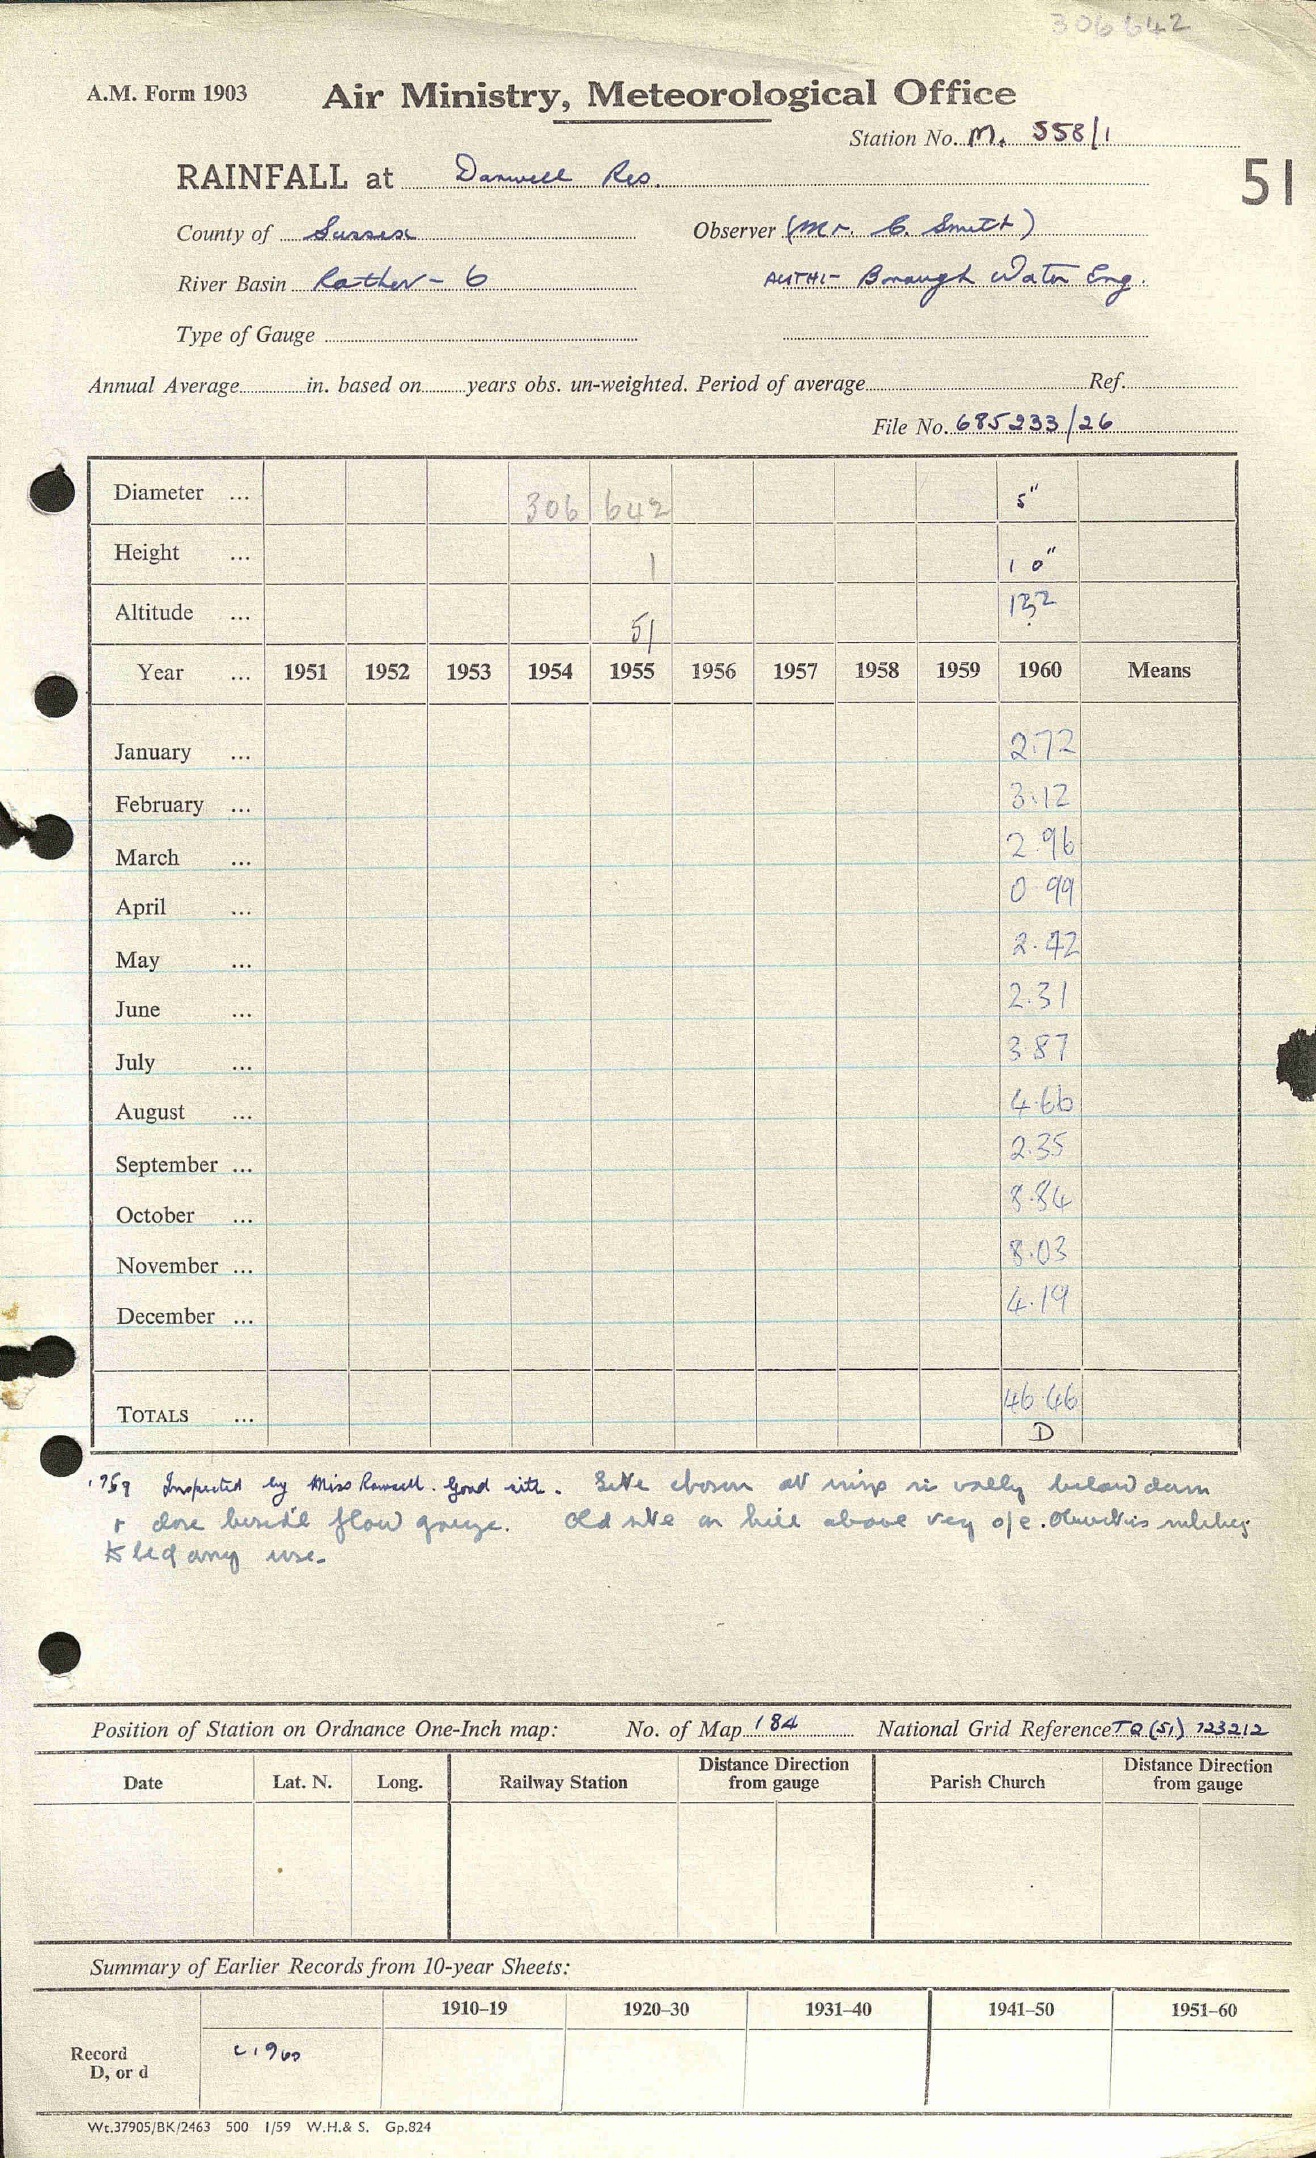 306642
A.M. Form 1903 Air Ministry, Meteorological Office
Station No. M. 558/1
51
RAINFALL at Darwell Res.
County of Sussex Observer (Mr. C. Smith)
River Basin Rother - 6 AUTH:- Borough Water Eng.
Type of Gauge
Annual Average in. based on years obs. un-weighted. Period of average Ref.
File No. 685233/26
Diameter ... 306 642 5"
Height ... 1 1 0"
Altitude ... 51 132
Year ... 1951 1952 1953 1954 1955 1956 1957 1958 1959 1960 Means
January ... 2.72
February ... 3.12
March ... 2.96
April ... 0.99
May ... 2.42
June ... 2.31
July ... 3.87
August ... 4.66
September ... 2.35
October ... 8.84
November ... 8.03
December ... 4.19
TOTALS ... 46.46
D
Inspected by Miss Rowsell. Good site. Site chosen at in valley below dam
+ close beside flow gauge. Old site on hill above very o/e.
any use.
Position of Station on Ordnance One-Inch map: No. of Map 184 National Grid Reference TQ (51) 723212
Date Lat. N. Long. Railway Station Distance Direction from gauge Parish Church Distance Direction from gauge
Summary of Earlier Records from 10-year Sheets:
1910–19 1920–30 1931–40 1941–50 1951–60
Record c1960
D, or d
Wt.37905/BK/2463 500 1/59 W.H.& S. Gp.824